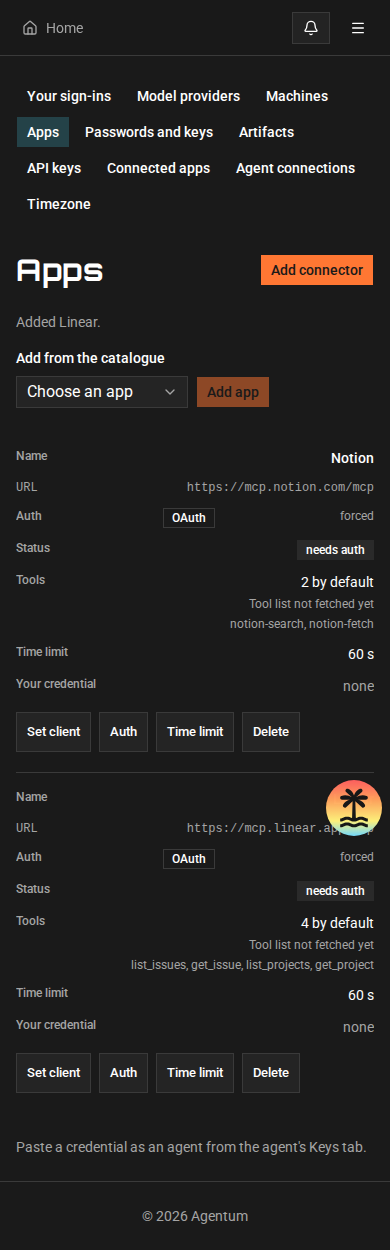 Home
Your sign-ins Model providers Machines
Apps Passwords and keys Artifacts
API keys Connected apps Agent connections
Timezone
Apps Add connector
Added Linear.
Add from the catalogue
Choose an app Add app
Name Notion
URL https://mcp.notion.com/mcp
Auth OAuth forced
Status needs auth
Tools 2 by default
Tool list not fetched yet
notion-search, notion-fetch
Time limit 60 s
Your credential none
Set client Auth Time limit Delete
Name
URL https://mcp.linear.ap
Auth OAuth forced
Status needs auth
Tools 4 by default
Tool list not fetched yet
list_issues, get_issue, list_projects, get_project
Time limit 60 s
Your credential none
Set client Auth Time limit Delete
Paste a credential as an agent from the agent's Keys tab.
© 2026 Agentum